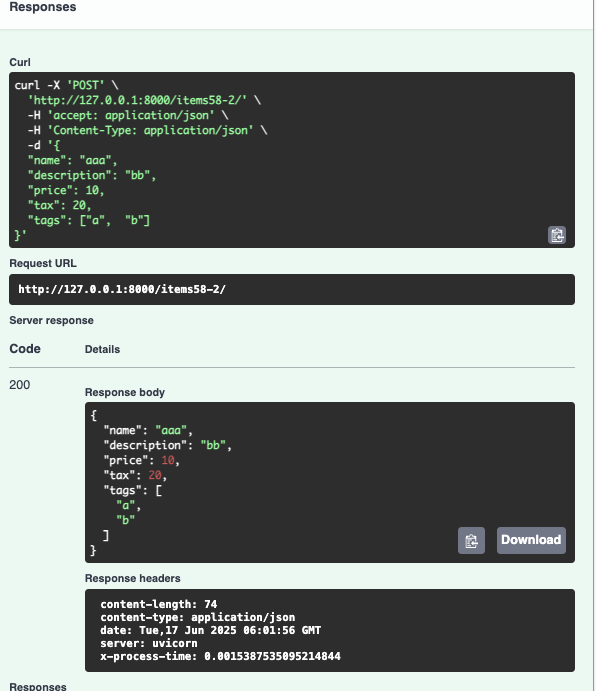 Responses
Curl
curl -X 'POST' \
  'http://127.0.0.1:8000/items58-2/' \
  -H 'accept: application/json' \
  -H 'Content-Type: application/json' \
  -d '{
  "name": "aaa",
  "description": "bb",
  "price": 10,
  "tax": 20,
  "tags": ["a",  "b"]
}'
Request URL
http://127.0.0.1:8000/items58-2/
Server response
Code Details
200
Response body
{
  "name": "aaa",
  "description": "bb",
  "price": 10,
  "tax": 20,
  "tags": [
    "a",
    "b"
  ]
}
Download
Response headers
content-length: 74
content-type: application/json
date: Tue,17 Jun 2025 06:01:56 GMT
server: uvicorn
x-process-time: 0.0015387535095214844
Responses